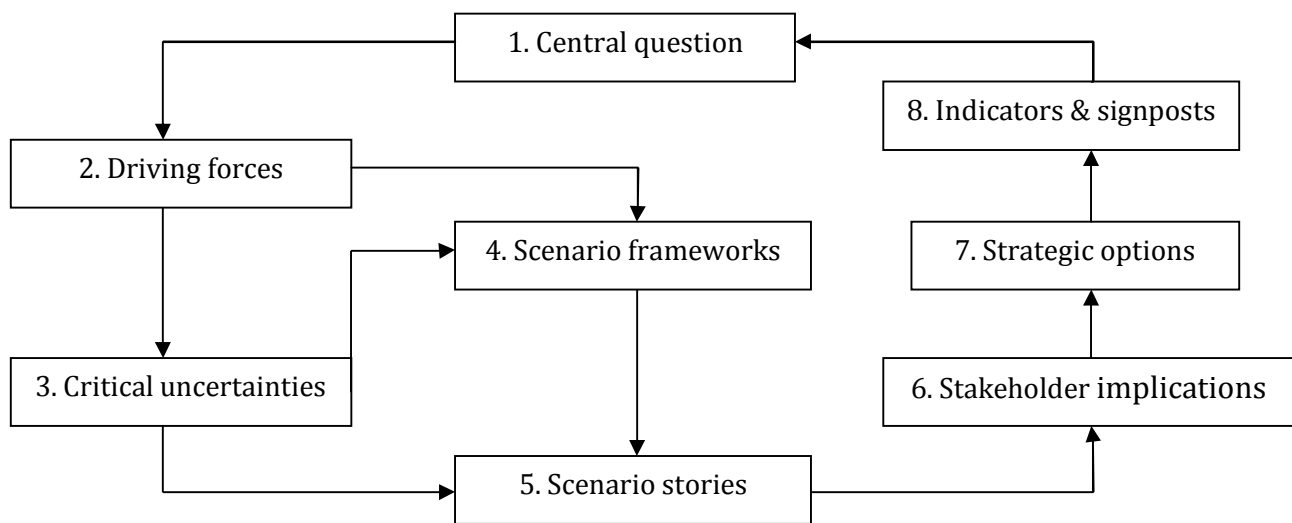 1. Central question
8. Indicators & signposts
2. Driving forces
4. Scenario frameworks
7. Strategic options
3. Critical uncertainties
6. Stakeholder implications
5. Scenario stories